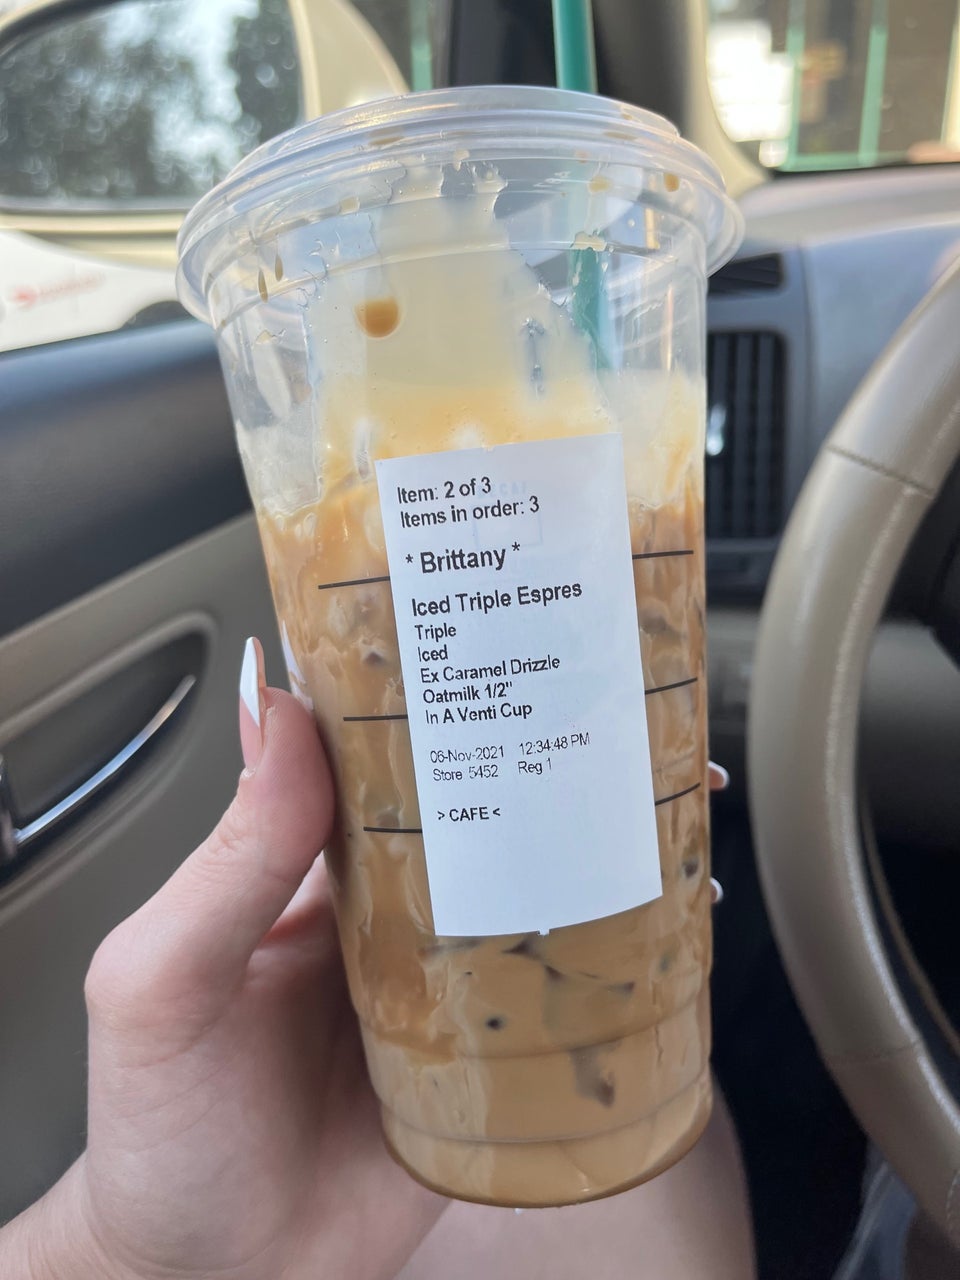 Item: 2 of 3
Items in order: 3
* Brittany *
Iced Triple Espres
Triple
Iced
Ex Caramel Drizzle
Oatmilk 1/2"
In A Venti Cup
06-Nov-2021 12:34:48 PM
Store 5452 Reg 1
> CAFE <